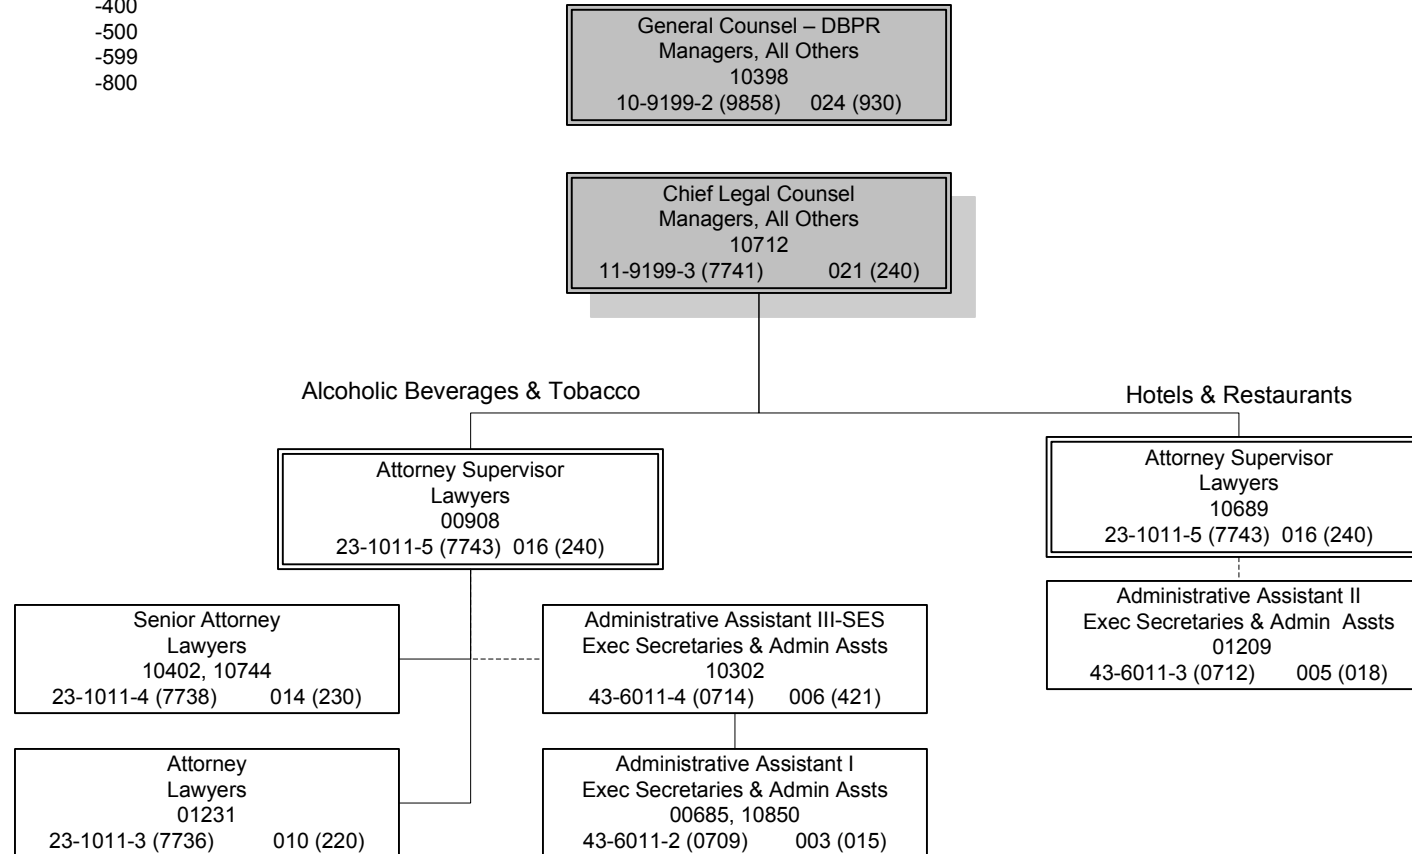 -400
-500
-599
-800
General Counsel – DBPR
Managers, All Others
10398
10-9199-2 (9858) 024 (930)
Chief Legal Counsel
Managers, All Others
10712
11-9199-3 (7741) 021 (240)
Alcoholic Beverages & Tobacco
Hotels & Restaurants
Attorney Supervisor
Lawyers
00908
23-1011-5 (7743) 016 (240)
Attorney Supervisor
Lawyers
10689
23-1011-5 (7743) 016 (240)
Senior Attorney
Lawyers
10402, 10744
23-1011-4 (7738) 014 (230)
Administrative Assistant III-SES
Exec Secretaries & Admin Assts
10302
43-6011-4 (0714) 006 (421)
Administrative Assistant II
Exec Secretaries & Admin Assts
01209
43-6011-3 (0712) 005 (018)
Attorney
Lawyers
01231
23-1011-3 (7736) 010 (220)
Administrative Assistant I
Exec Secretaries & Admin Assts
00685, 10850
43-6011-2 (0709) 003 (015)